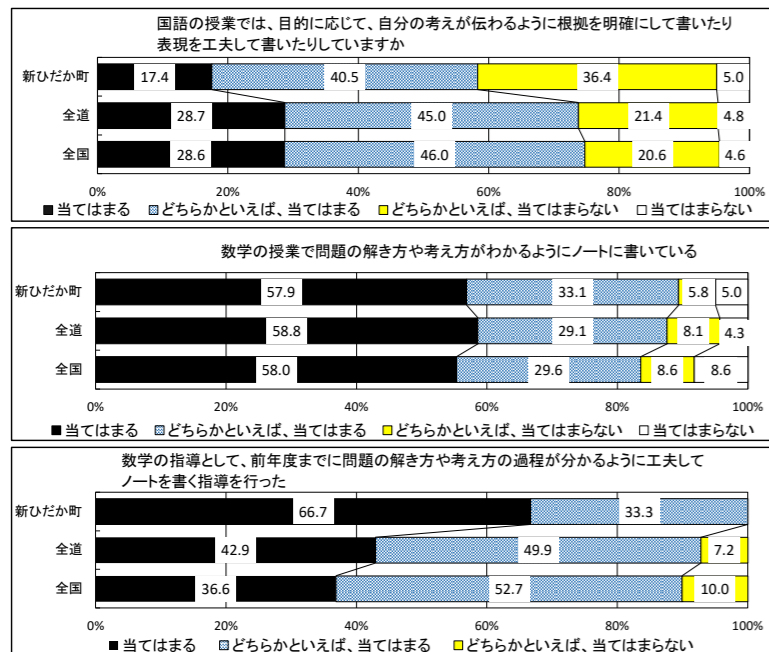 国語の授業では、目的に応じて、自分の考えが伝わるように根拠を明確にして書いたり
表現を工夫して書いたりしていますか
新ひだか町 17.4 40.5 36.4 5.0
全道 28.7 45.0 21.4 4.8
全国 28.6 46.0 20.6 4.6
0% 20% 40% 60% 80% 100%
当てはまる どちらかといえば、当てはまる どちらかといえば、当てはまらない 当てはまらない
数学の授業で問題の解き方や考え方がわかるようにノートに書いている
新ひだか町 57.9 33.1 5.8 5.0
全道 58.8 29.1 8.1 4.3
全国 58.0 29.6 8.6 8.6
0% 20% 40% 60% 80% 100%
当てはまる どちらかといえば、当てはまる どちらかといえば、当てはまらない 当てはまらない
数学の指導として、前年度までに問題の解き方や考え方の過程が分かるように工夫して
ノートを書く指導を行った
新ひだか町 66.7 33.3
全道 42.9 49.9 7.2
全国 36.6 52.7 10.0
0% 20% 40% 60% 80% 100%
当てはまる どちらかといえば、当てはまる どちらかといえば、当てはまらない